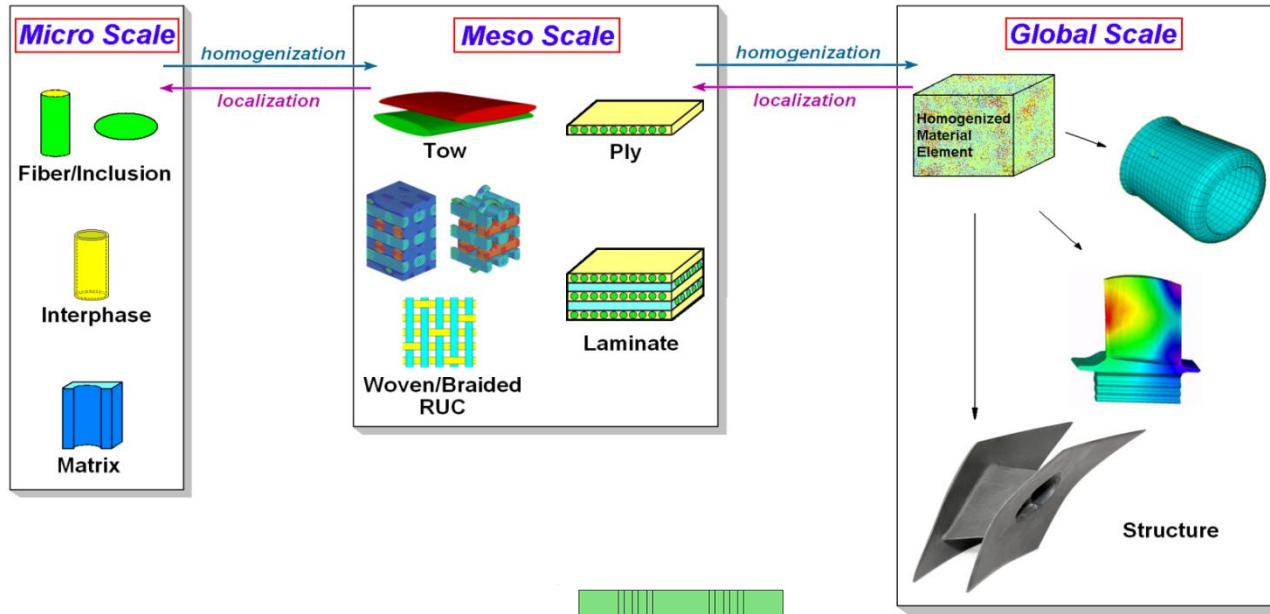 Micro Scale
Fiber/Inclusion
Interphase
Matrix
homogenization
localization
Meso Scale
Tow
Ply
Woven/Braided
RUC
Laminate
homogenization
localization
Global Scale
Homogenized
Material
Element
Structure